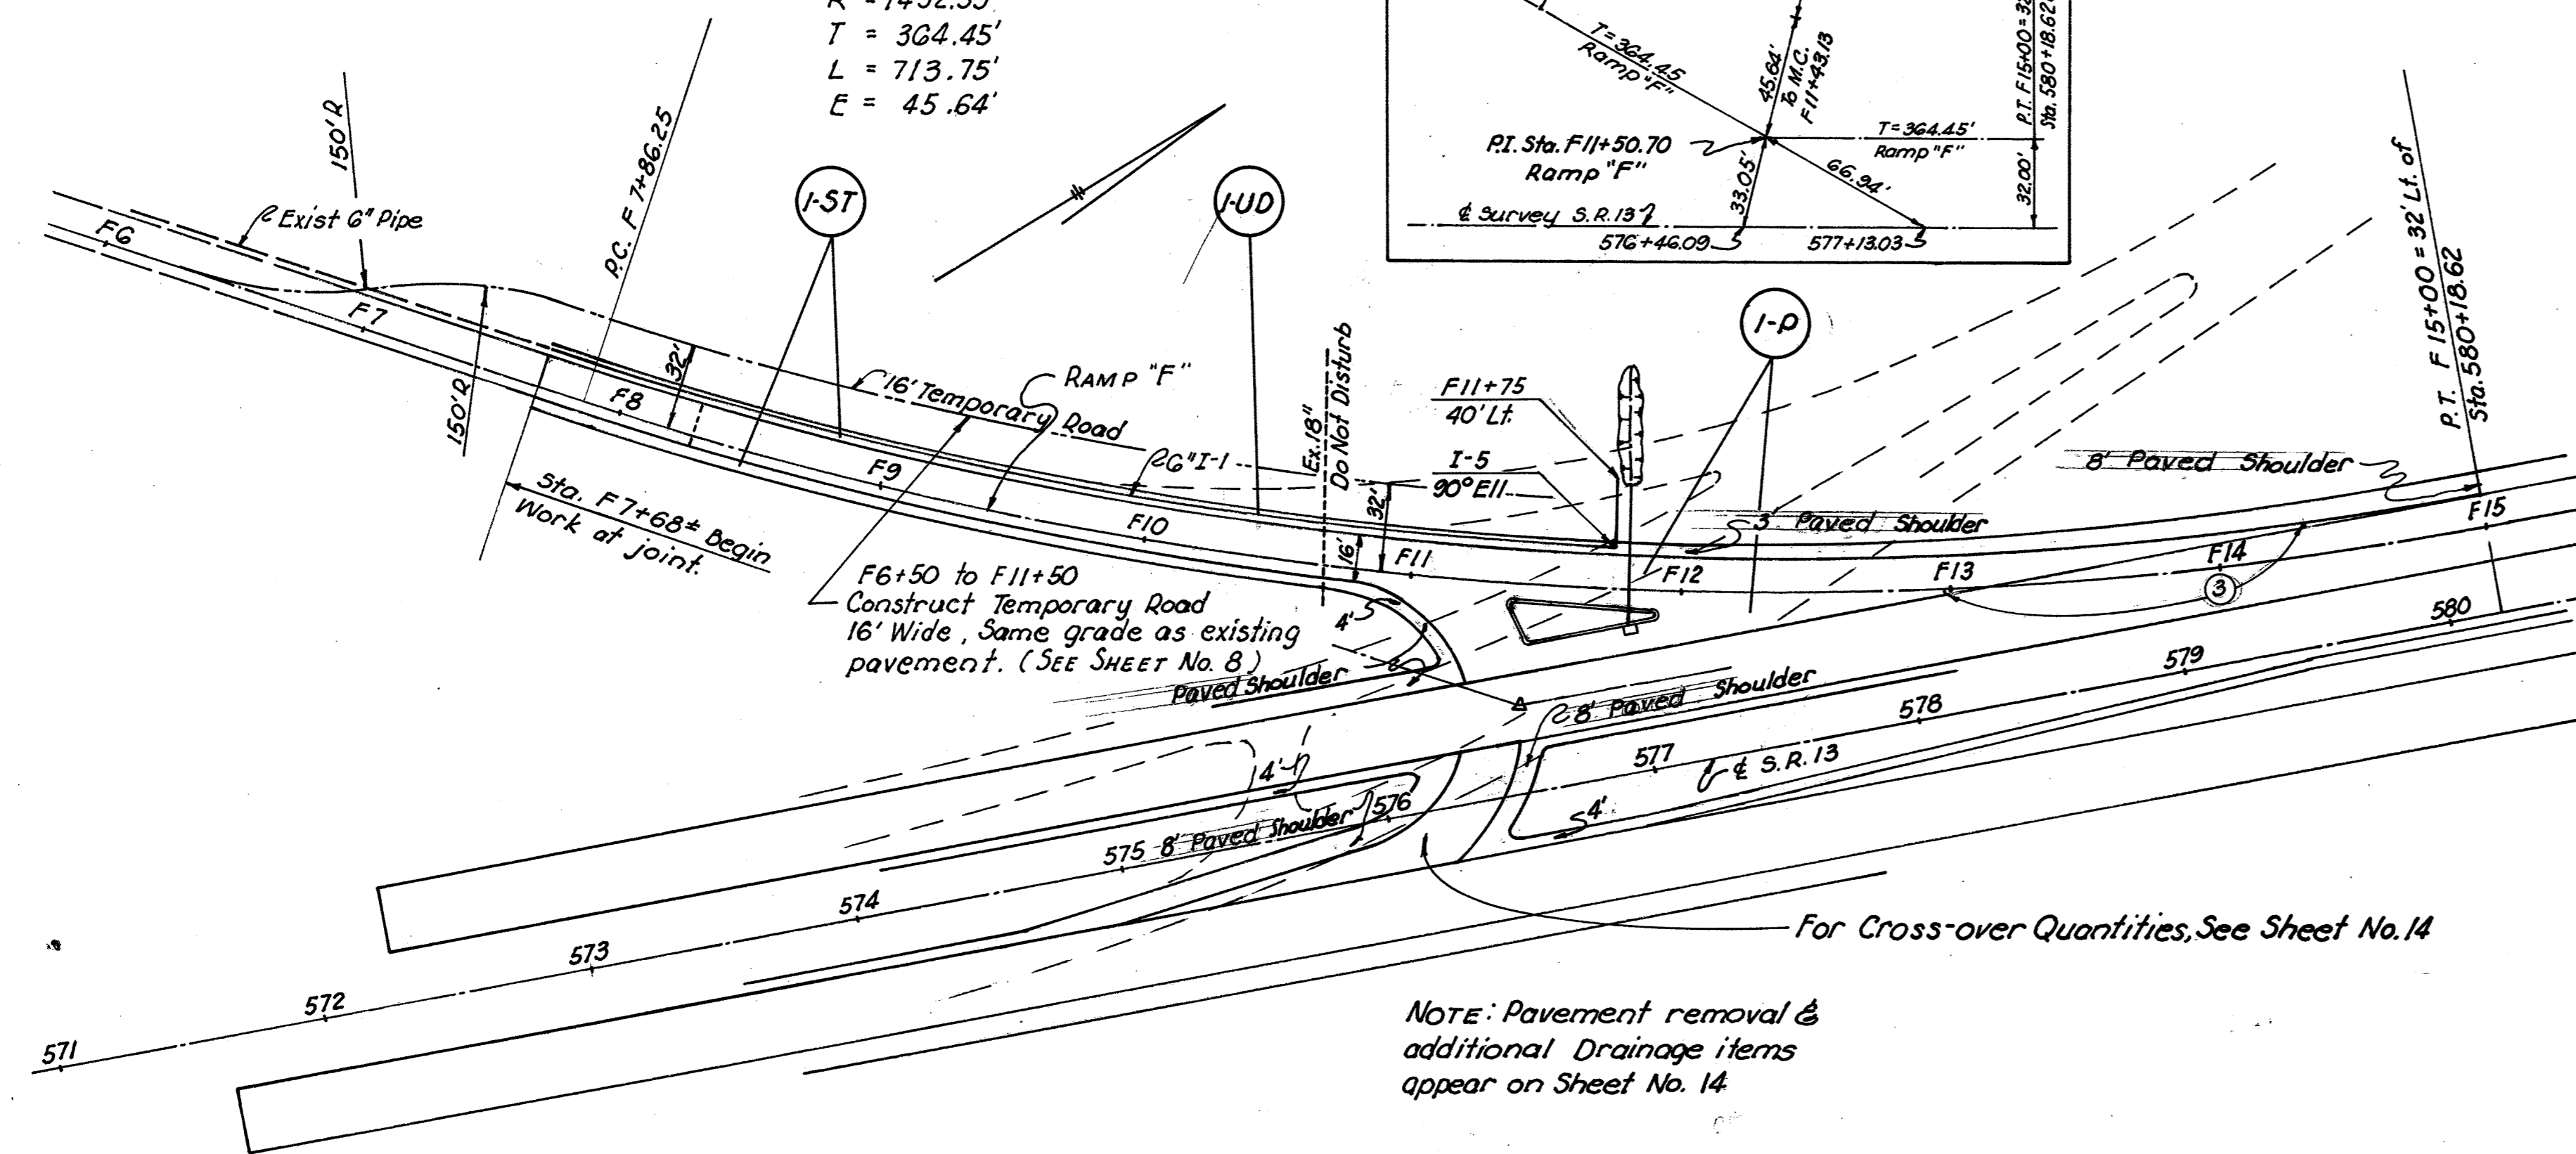 T = 364.45'
L = 713.75'
E = 45.64'
T=364.45
Ramp "F"
45.64'
To M.C.
F11+43.13
P.I. Sta. F11+50.70
Ramp "F"
T=364.45'
Ramp "F"
33.05'
66.94'
32.00'
℄ Survey S.R.13
576+46.09
577+13.03
Sta. 580+18.62
P.T. F15+00 = 32' Lt. of
Sta. 580+18.62
150' R
P.C. F 7+86.25
1-ST
1-UD
1-P
Exist 6" Pipe
F6
F7
F8
F9
F10
F11
F12
F13
F14
F15
150' R
32'
16' Temporary Road
RAMP "F"
6" I-1
Ex. 18"
Do Not Disturb
F11+75
40' Lt.
I-5
90° Ell
32'
16'
3' Paved Shoulder
8' Paved Shoulder
3
Sta. F 7+68± Begin
Work at joint.
F6+50 to F11+50
Construct Temporary Road
16' Wide, Same grade as existing
pavement. (SEE SHEET No. 8)
4'
Paved Shoulder
8' Paved Shoulder
4'
8' Paved Shoulder
4'
℄ S.R. 13
571
572
573
574
575
576
577
578
579
580
For Cross-over Quantities, See Sheet No. 14
NOTE: Pavement removal &
additional Drainage items
appear on Sheet No. 14